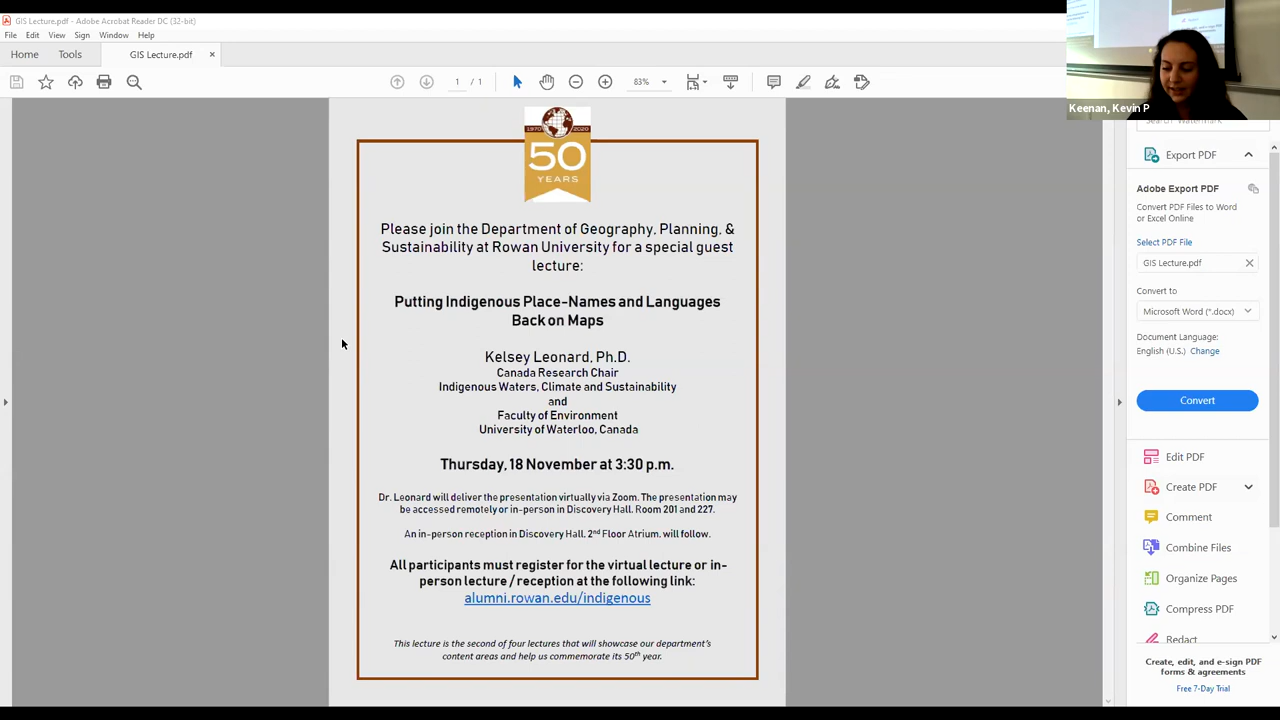 GIS Lecture.pdf - Adobe Acrobat Reader DC (32-bit)
File Edit View Sign Window Help
Home Tools GIS Lecture.pdf ×
1 / 1 83%
Keenan, Kevin P
1970 2020
50
YEARS
Please join the Department of Geography, Planning, &
Sustainability at Rowan University for a special guest
lecture:
Putting Indigenous Place-Names and Languages
Back on Maps
Kelsey Leonard, Ph.D.
Canada Research Chair
Indigenous Waters, Climate and Sustainability
and
Faculty of Environment
University of Waterloo, Canada
Thursday, 18 November at 3:30 p.m.
Dr. Leonard will deliver the presentation virtually via Zoom. The presentation may
be accessed remotely or in-person in Discovery Hall, Room 201 and 227.
An in-person reception in Discovery Hall, 2nd Floor Atrium, will follow.
All participants must register for the virtual lecture or in-
person lecture / reception at the following link:
alumni.rowan.edu/indigenous
This lecture is the second of four lectures that will showcase our department's
content areas and help us commemorate its 50th year.
Search 'Watermark'
Export PDF
Adobe Export PDF
Convert PDF Files to Word
or Excel Online
Select PDF File
GIS Lecture.pdf
Convert to
Microsoft Word (*.docx)
Document Language:
English (U.S.) Change
Convert
Edit PDF
Create PDF
Comment
Combine Files
Organize Pages
Compress PDF
Redact
Create, edit, and e-sign PDF
forms & agreements
Free 7-Day Trial